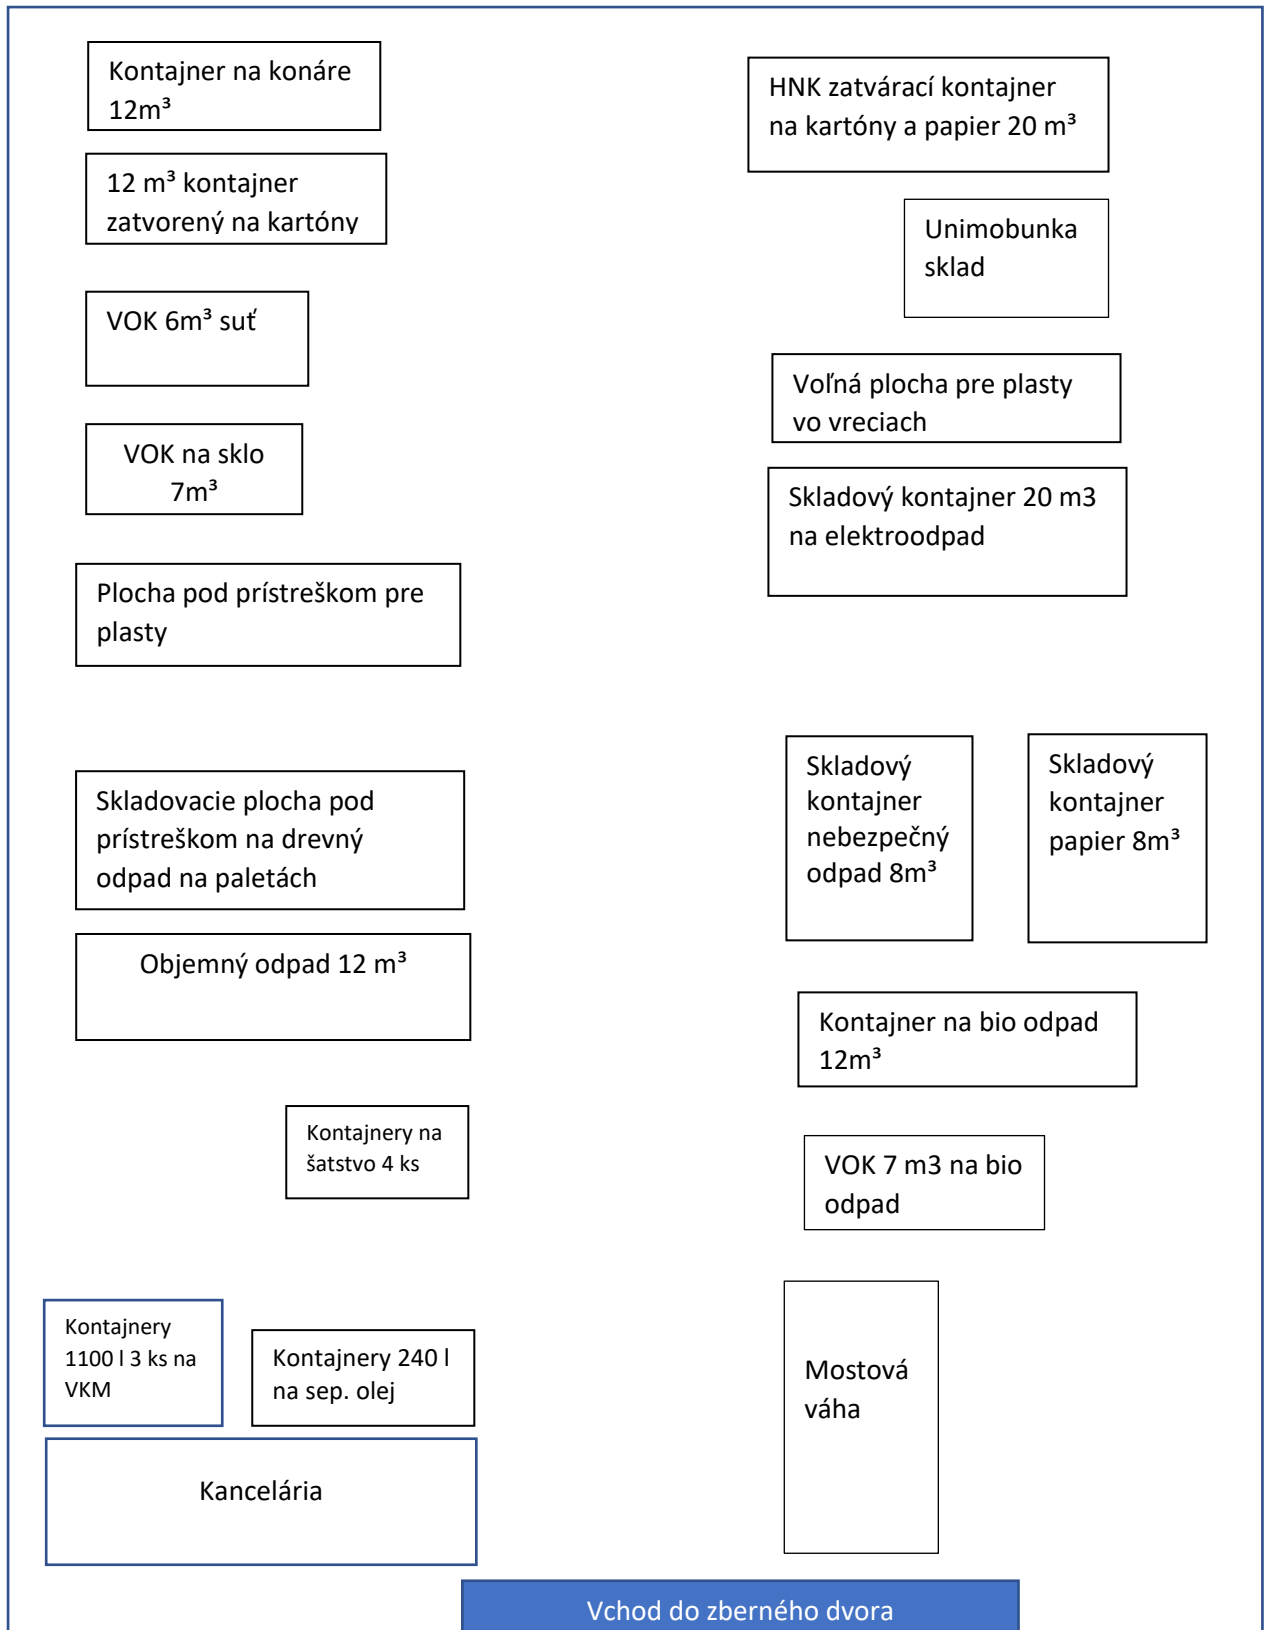 Kontajner na konáre
12m³
12 m³ kontajner
zatvorený na kartóny
VOK 6m³ suť
VOK na sklo
7m³
Plocha pod prístreškom pre
plasty
Skladovacie plocha pod
prístreškom na drevný
odpad na paletách
Objemný odpad 12 m³
Kontajnery na
šatstvo 4 ks
Kontajnery
1100 l 3 ks na
VKM
Kontajnery 240 l
na sep. olej
Kancelária
HNK zatvárací kontajner
na kartóny a papier 20 m³
Unimobunka
sklad
Voľná plocha pre plasty
vo vreciach
Skladový kontajner 20 m3
na elektroodpad
Skladový
kontajner
nebezpečný
odpad 8m³
Skladový
kontajner
papier 8m³
Kontajner na bio odpad
12m³
VOK 7 m3 na bio
odpad
Mostová
váha
Vchod do zberného dvora